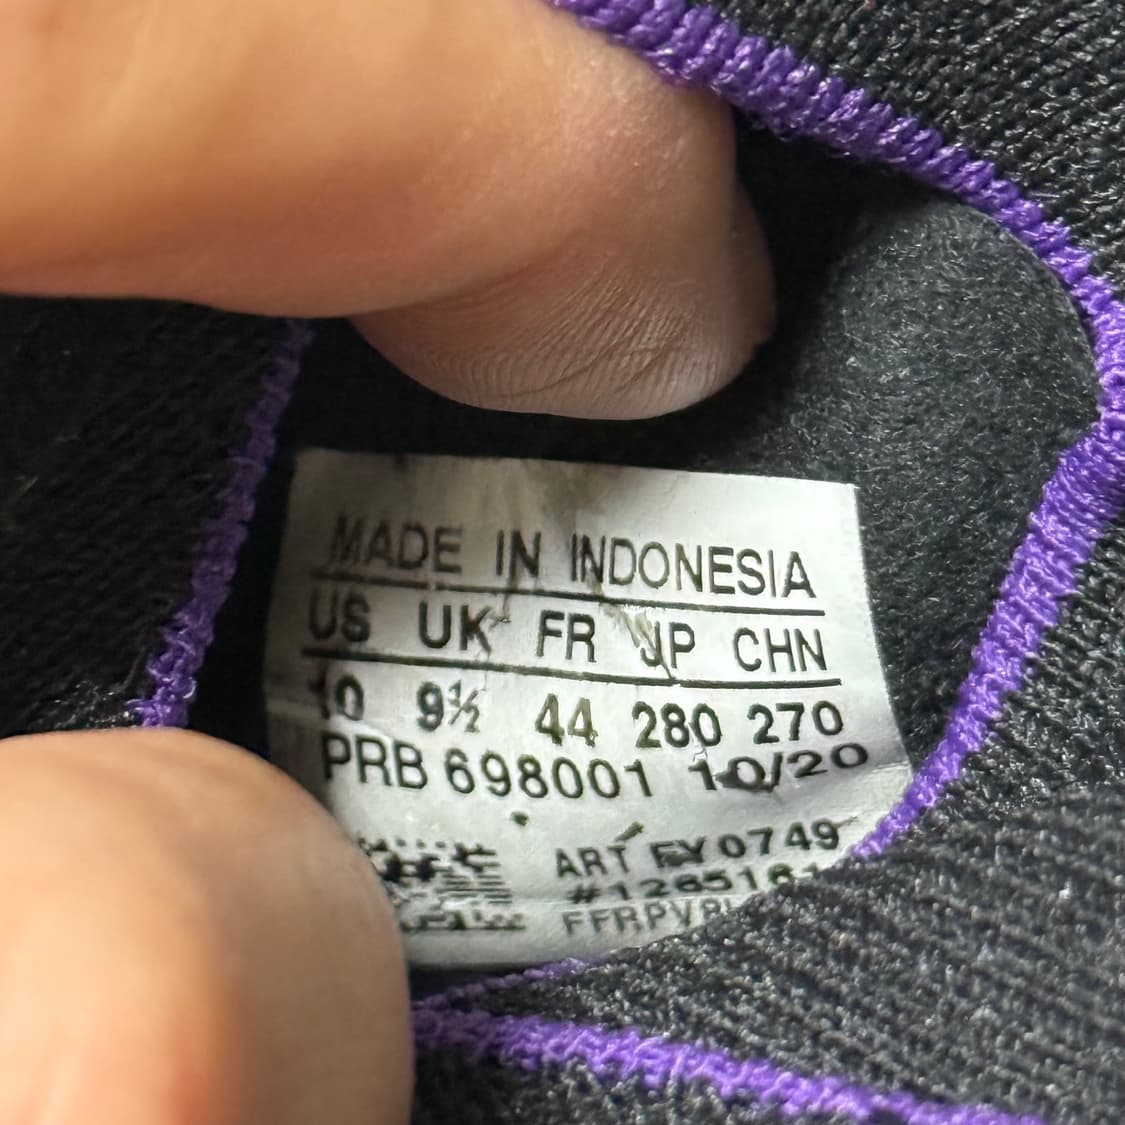 MADE IN INDONESIA
US UK FR JP CHN
10 9½ 44 280 270
PRB 698001 10/20
ART FY0749